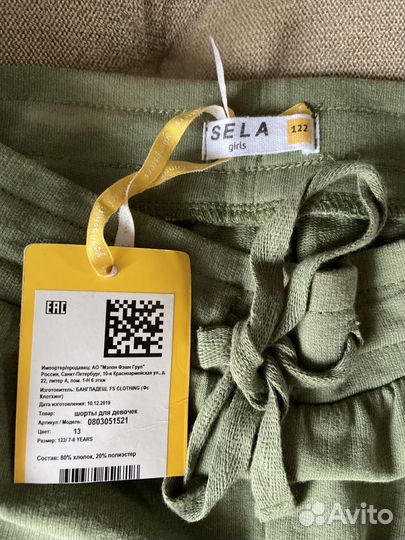 SELA
girls
122
EAC
Импортер/продавец: АО "Мэлон Фэшн Груп"
Россия, Санкт-Петербург, 10-я Красноармейская ул., д.
22, литер А, пом. 1-Н 6 этаж
Изготовитель: БАНГЛАДЕШ, FS CLOTHING (Фс
Клотхинг)
Дата изготовления: 10.12.2019
Товар: шорты для девочек
Артикул / Модель: 0803051521
Цвет: 13
Размер: 122/ 7-8 YEARS
Состав: 80% хлопок, 20% полиэстер
Avito